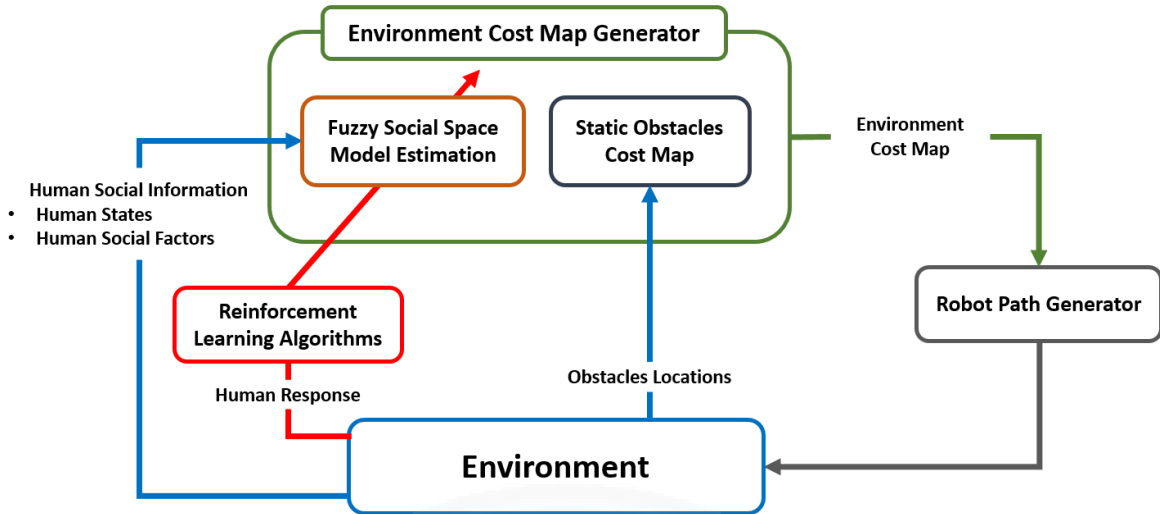 Environment Cost Map Generator
Fuzzy Social Space
Model Estimation
Static Obstacles
Cost Map
Environment
Cost Map
Human Social Information
• Human States
• Human Social Factors
Reinforcement
Learning Algorithms
Robot Path Generator
Human Response
Obstacles Locations
Environment